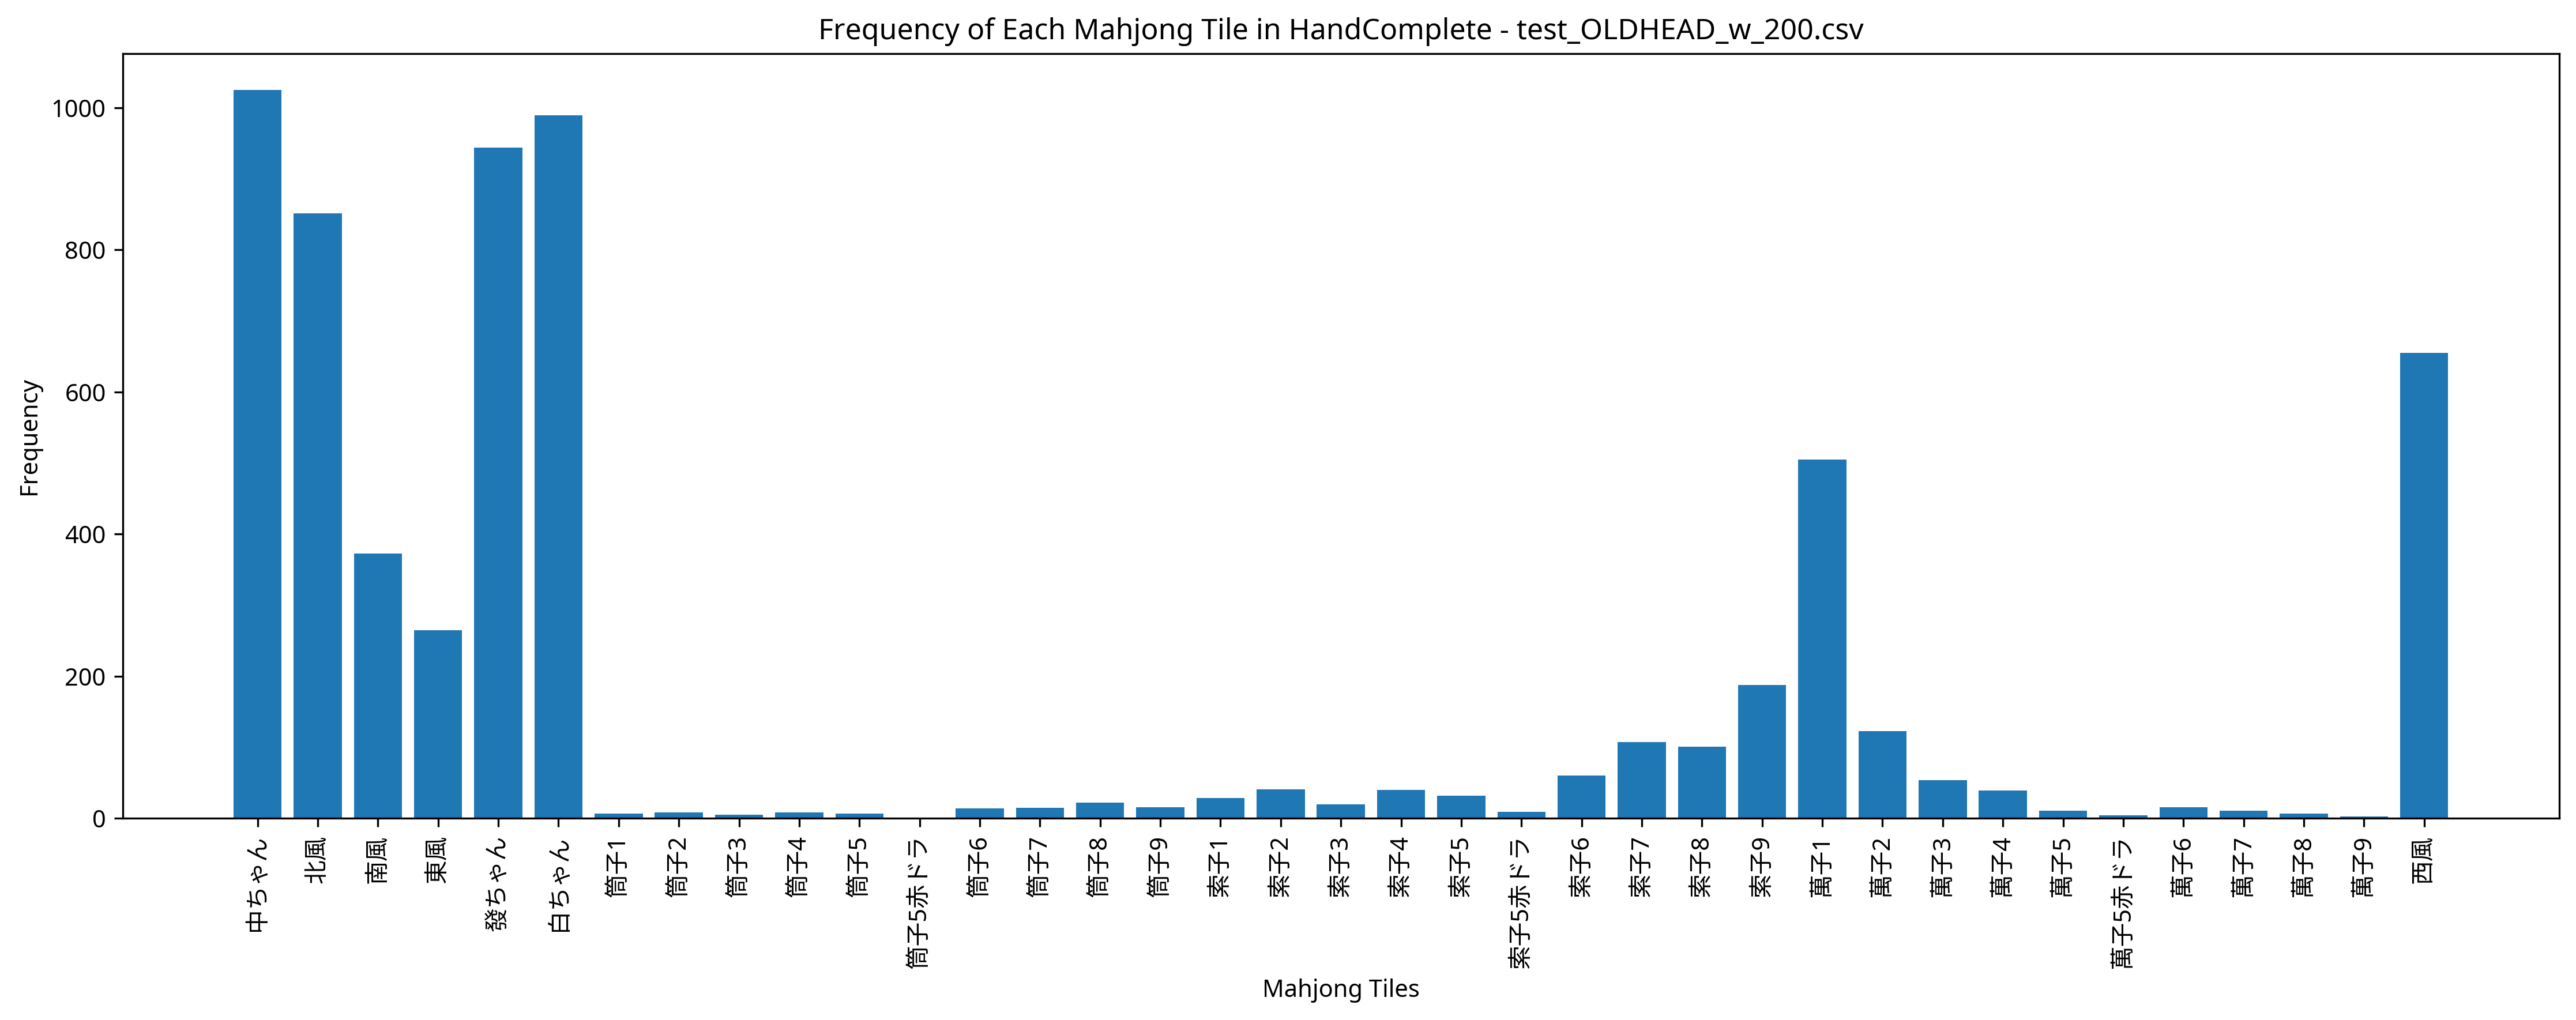 Frequency of Each Mahjong Tile in HandComplete - test_OLDHEAD_w_200.csv
Frequency
1000
800
600
400
200
0
中ちゃん
北風
南風
東風
發ちゃん
白ちゃん
筒子1
筒子2
筒子3
筒子4
筒子5
筒子5赤ドラ
筒子6
筒子7
筒子8
筒子9
索子1
索子2
索子3
索子4
索子5
索子5赤ドラ
索子6
索子7
索子8
索子9
萬子1
萬子2
萬子3
萬子4
萬子5
萬子5赤ドラ
萬子6
萬子7
萬子8
萬子9
西風
Mahjong Tiles